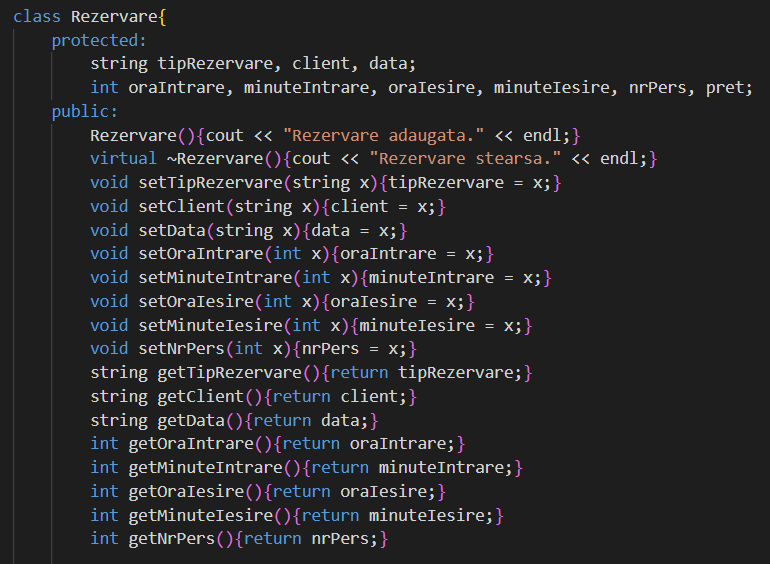 class Rezervare{
protected:
string tipRezervare, client, data;
int oraIntrare, minuteIntrare, oraIesire, minuteIesire, nrPers, pret;
public:
Rezervare(){cout << "Rezervare adaugata." << endl;}
virtual ~Rezervare(){cout << "Rezervare stearsa." << endl;}
void setTipRezervare(string x){tipRezervare = x;}
void setClient(string x){client = x;}
void setData(string x){data = x;}
void setOraIntrare(int x){oraIntrare = x;}
void setMinuteIntrare(int x){minuteIntrare = x;}
void setOraIesire(int x){oraIesire = x;}
void setMinuteIesire(int x){minuteIesire = x;}
void setNrPers(int x){nrPers = x;}
string getTipRezervare(){return tipRezervare;}
string getClient(){return client;}
string getData(){return data;}
int getOraIntrare(){return oraIntrare;}
int getMinuteIntrare(){return minuteIntrare;}
int getOraIesire(){return oraIesire;}
int getMinuteIesire(){return minuteIesire;}
int getNrPers(){return nrPers;}